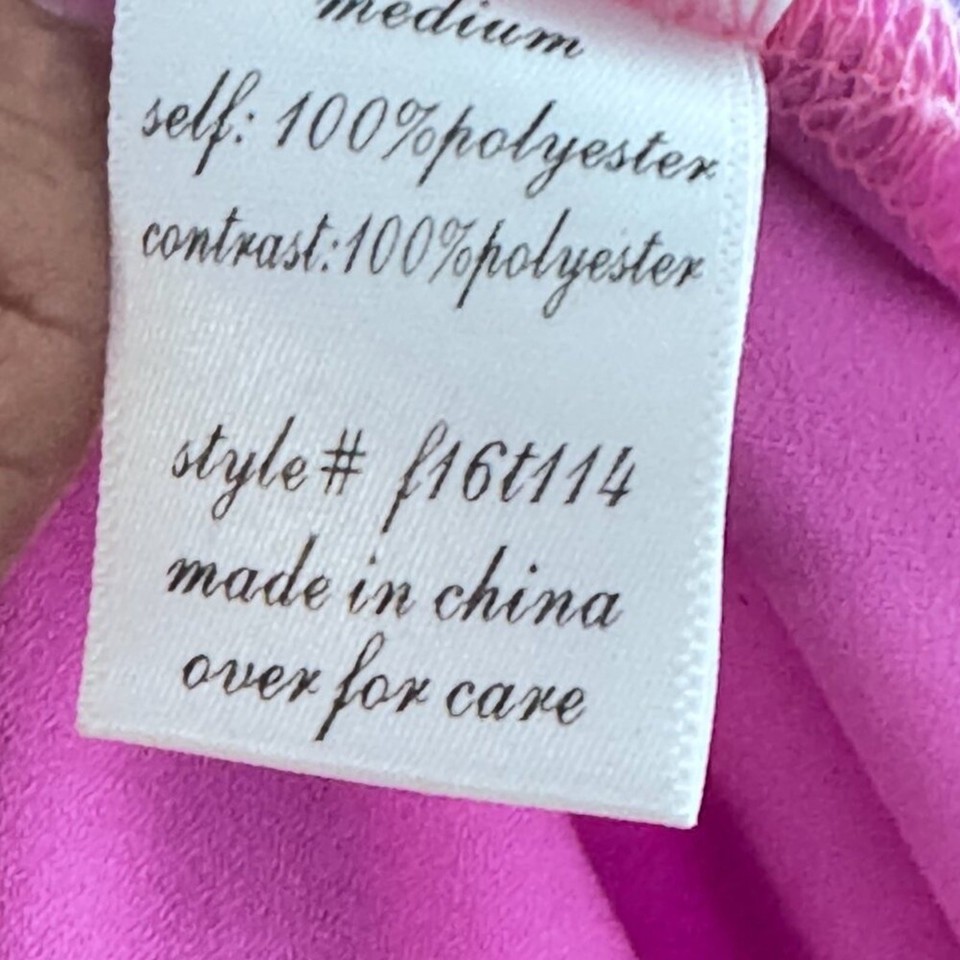 medium
self: 100%polyester
contrast:100%polyester
style# f16t114
made in china
over for care